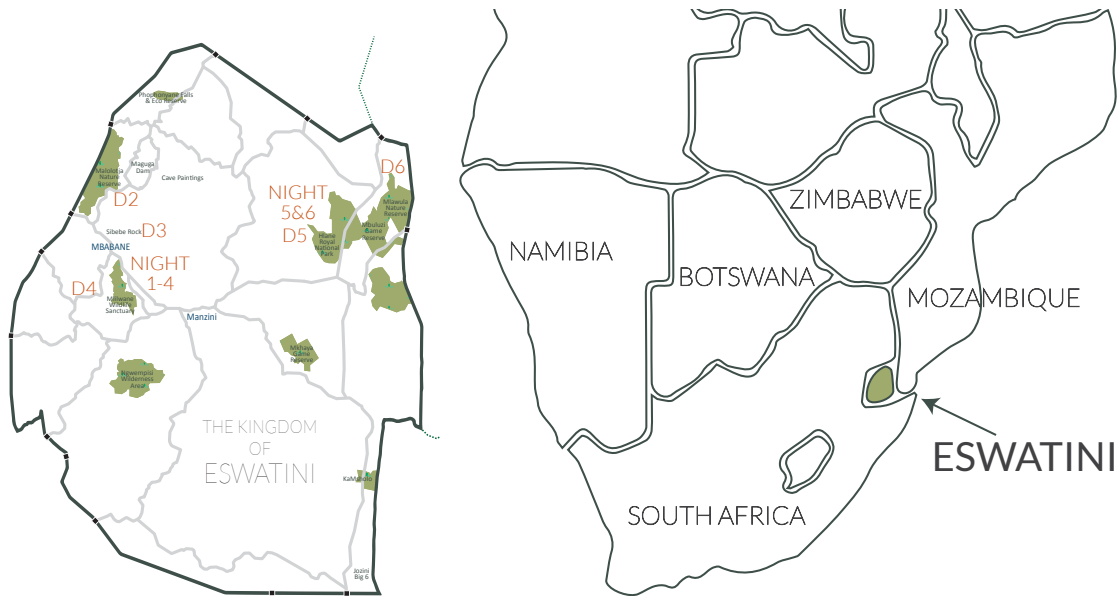 Phophonyane Falls
& Eco Reserve
Malolotja
Nature
Reserve
Maguga
Dam
Cave Paintings
D2
Sibebe Rock
D3
MBABANE
NIGHT
1-4
D4
Mlilwane
Wildlife
Sanctuary
Manzini
NIGHT
5&6
D5
Hlane
Royal
National
Park
D6
Mlawula
Nature
Reserve
Mbuluzi
Game
Reserve
Mkhaya
Game
Reserve
Ngwempisi
Wilderness
Area
THE KINGDOM
OF
ESWATINI
KaMsholo
Jozini
Big 6
NAMIBIA
BOTSWANA
ZIMBABWE
MOZAMBIQUE
ESWATINI
SOUTH AFRICA